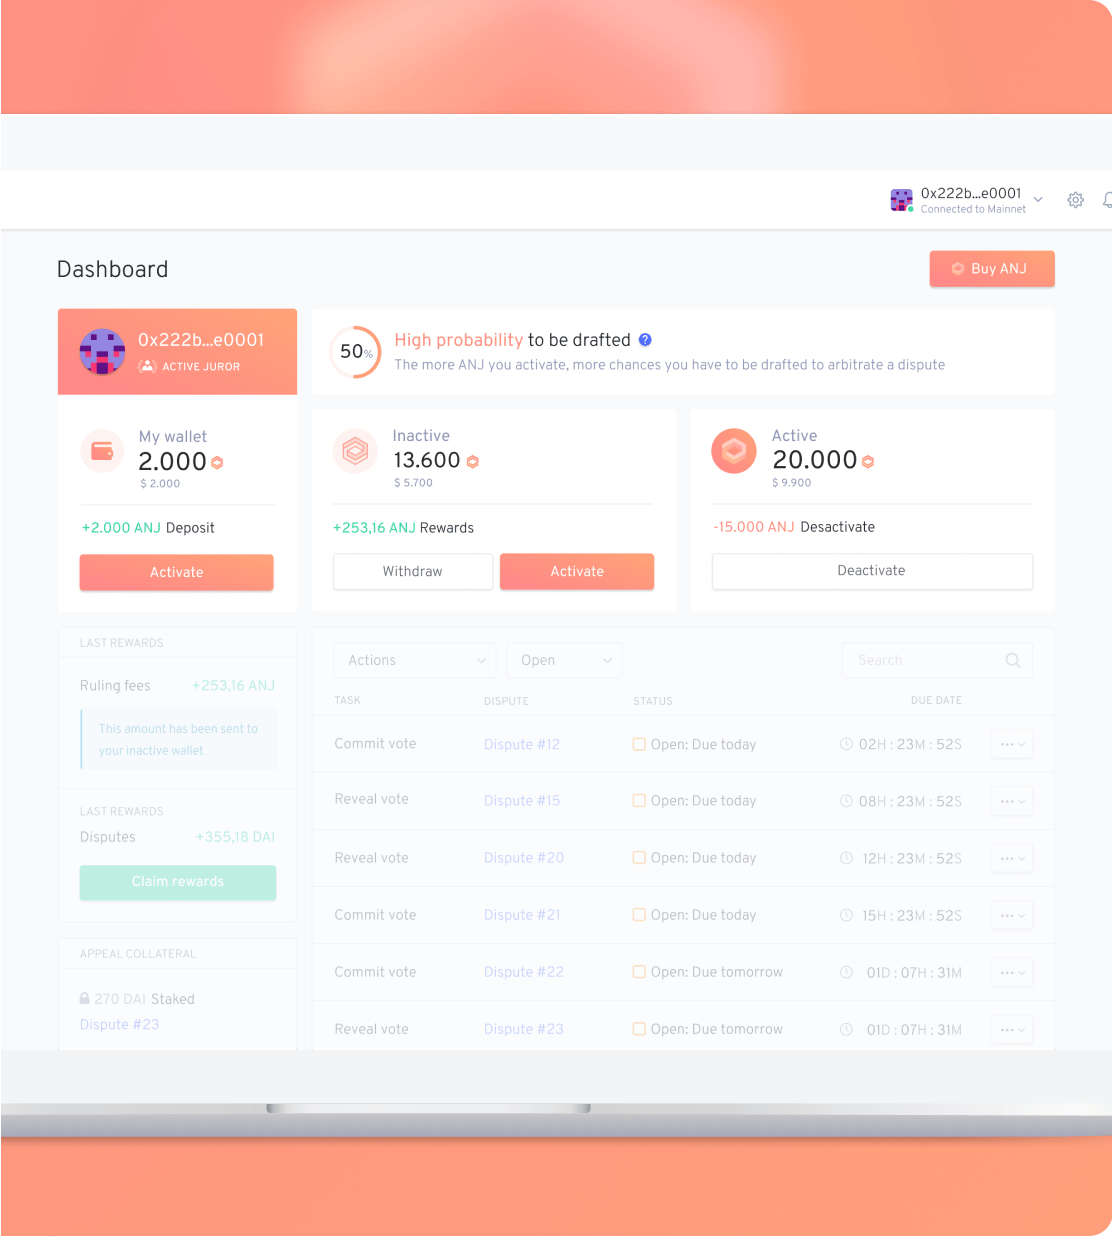 0x222b...e0001
Connected to Mainnet
Dashboard
Buy ANJ
0x222b...e0001
ACTIVE JUROR
50%
High probability to be drafted ?
The more ANJ you activate, more chances you have to be drafted to arbitrate a dispute
My wallet
2.000
$ 2.000
+2.000 ANJ Deposit
Activate
Inactive
13.600
$ 5.700
+253,16 ANJ Rewards
Withdraw
Activate
Active
20.000
$ 9.900
-15.000 ANJ Desactivate
Deactivate
LAST REWARDS
Ruling fees +253,16 ANJ
This amount has been sent to
your inactive wallet
LAST REWARDS
Disputes +355,18 DAI
Claim rewards
APPEAL COLLATERAL
270 DAI Staked
Dispute #23
Actions
Open
Search
TASK DISPUTE STATUS DUE DATE
Commit vote Dispute #12 Open: Due today 02H : 23M : 52S
Reveal vote Dispute #15 Open: Due today 08H : 23M : 52S
Reveal vote Dispute #20 Open: Due today 12H : 23M : 52S
Commit vote Dispute #21 Open: Due today 15H : 23M : 52S
Commit vote Dispute #22 Open: Due tomorrow 01D : 07H : 31M
Reveal vote Dispute #23 Open: Due tomorrow 01D : 07H : 31M